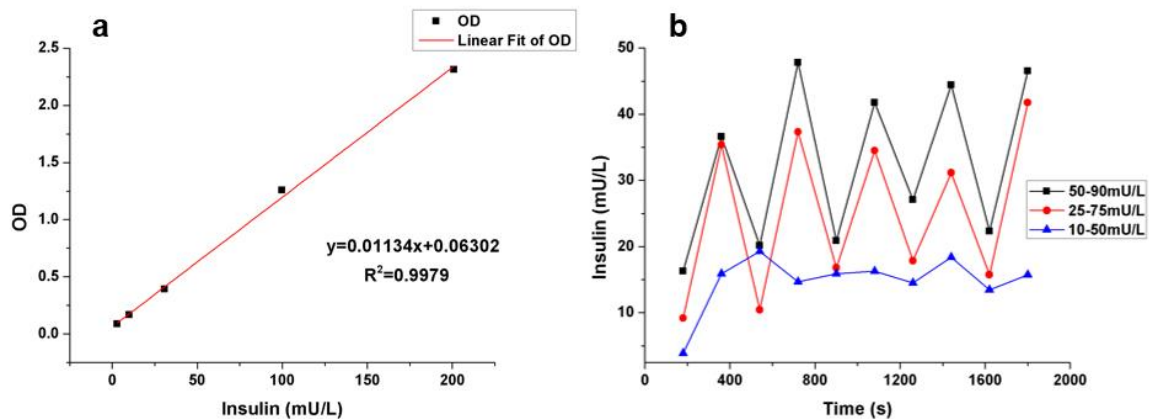 a
OD
Linear Fit of OD
2.5
2.0
1.5
1.0
0.5
0.0
OD
y=0.01134x+0.06302
R²=0.9979
0 50 100 150 200
Insulin (mU/L)
b
50
40
30
20
10
Insulin (mU/L)
50-90mU/L
25-75mU/L
10-50mU/L
0 400 800 1200 1600 2000
Time (s)